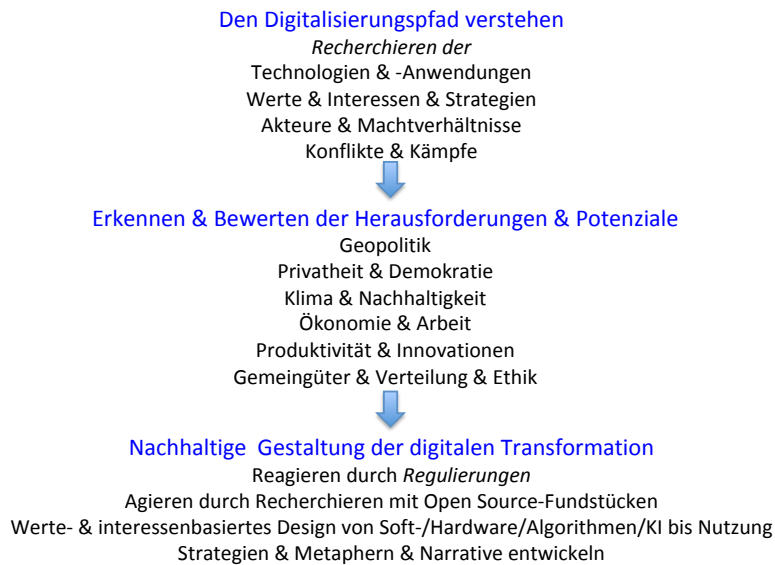 Den Digitalisierungspfad verstehen
Recherchieren der
Technologien & -Anwendungen
Werte & Interessen & Strategien
Akteure & Machtverhältnisse
Konflikte & Kämpfe
Erkennen & Bewerten der Herausforderungen & Potenziale
Geopolitik
Privatheit & Demokratie
Klima & Nachhaltigkeit
Ökonomie & Arbeit
Produktivität & Innovationen
Gemeingüter & Verteilung & Ethik
Nachhaltige Gestaltung der digitalen Transformation
Reagieren durch Regulierungen
Agieren durch Recherchieren mit Open Source-Fundstücken
Werte- & interessenbasiertes Design von Soft-/Hardware/Algorithmen/KI bis Nutzung
Strategien & Metaphern & Narrative entwickeln